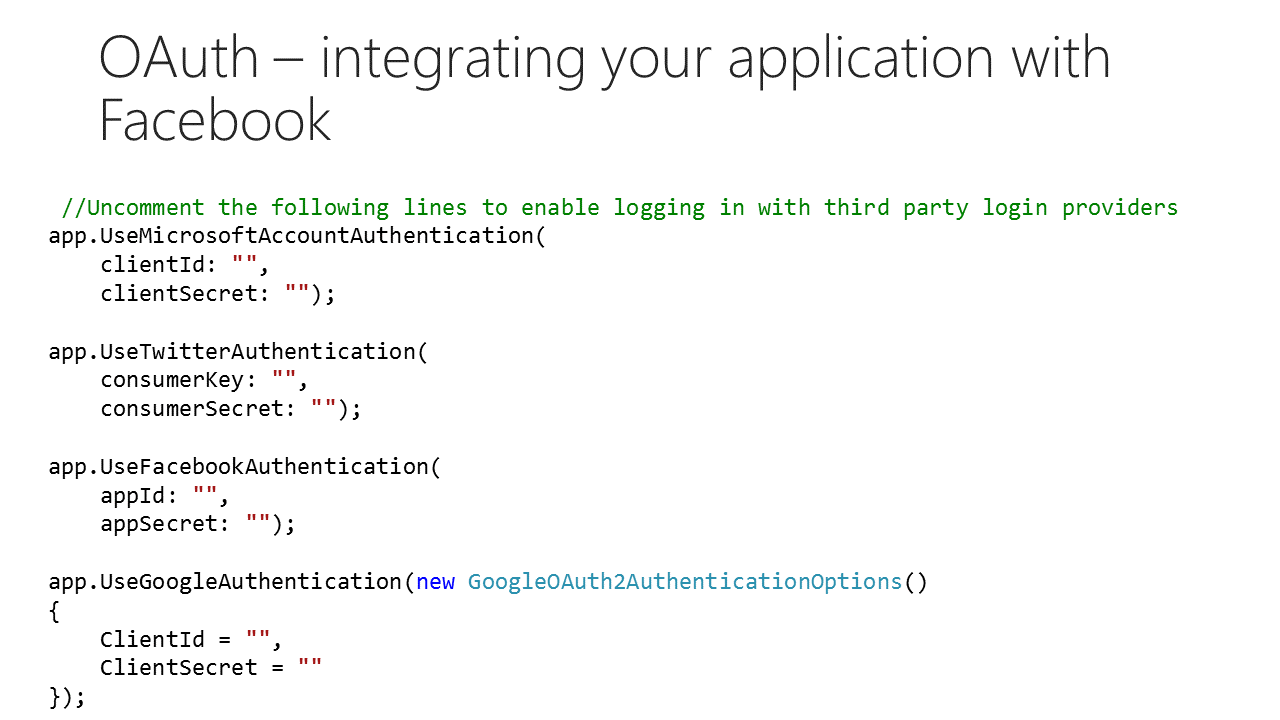 OAuth – integrating your application with
Facebook
//Uncomment the following lines to enable logging in with third party login providers
app.UseMicrosoftAccountAuthentication(
    clientId: "",
    clientSecret: "");
app.UseTwitterAuthentication(
    consumerKey: "",
    consumerSecret: "");
app.UseFacebookAuthentication(
    appId: "",
    appSecret: "");
app.UseGoogleAuthentication(new GoogleOAuth2AuthenticationOptions()
{
    ClientId = "",
    ClientSecret = ""
});